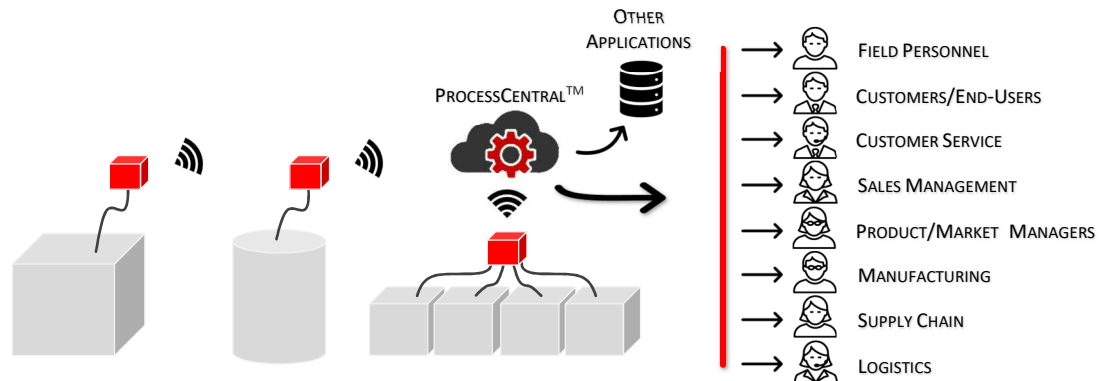 OTHER
APPLICATIONS
PROCESSCENTRAL™
FIELD PERSONNEL
CUSTOMERS/END-USERS
CUSTOMER SERVICE
SALES MANAGEMENT
PRODUCT/MARKET MANAGERS
MANUFACTURING
SUPPLY CHAIN
LOGISTICS